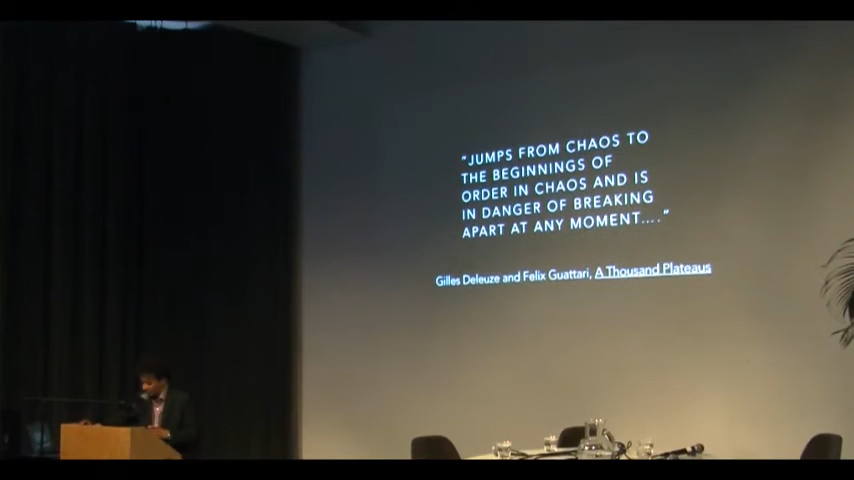 "JUMPS FROM CHAOS TO
THE BEGINNINGS OF
ORDER IN CHAOS AND IS
IN DANGER OF BREAKING
APART AT ANY MOMENT...."
Gilles Deleuze and Felix Guattari, A Thousand Plateaus